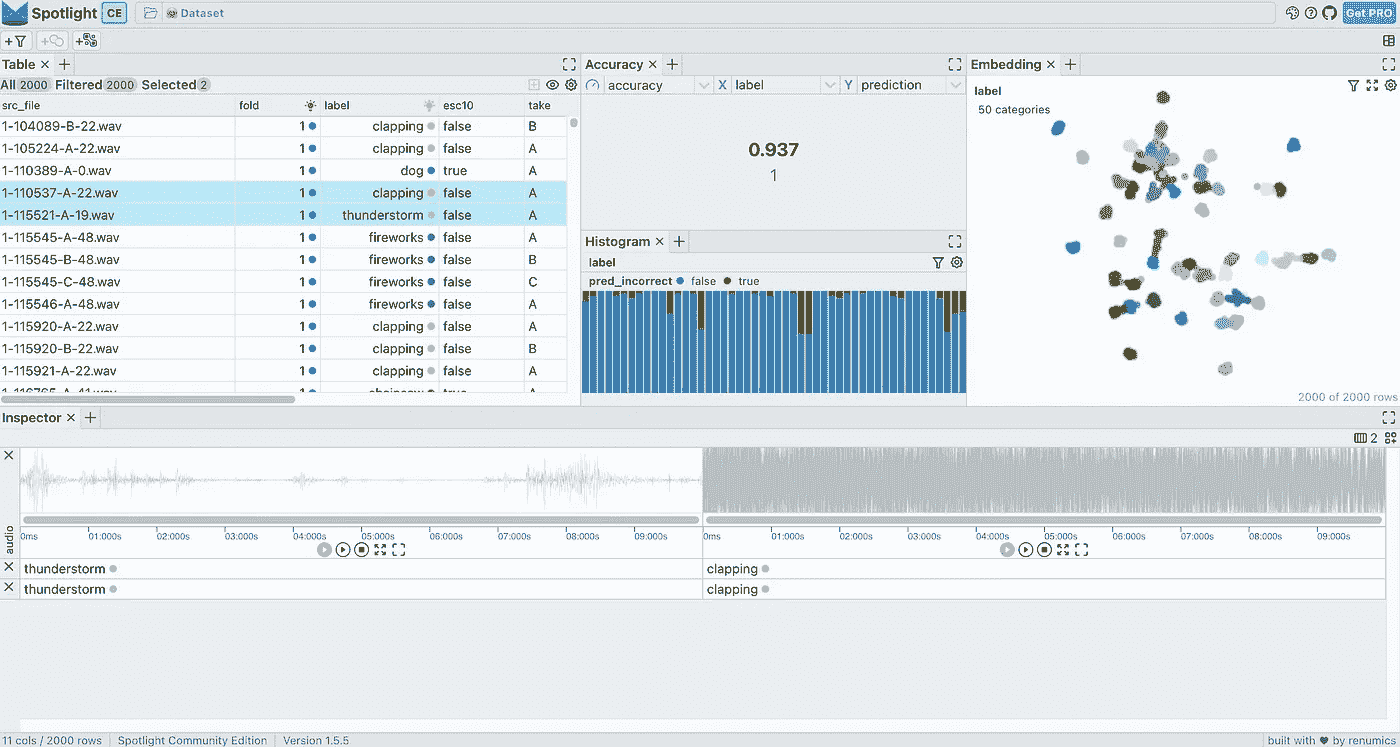 Spotlight CE Dataset Get PRO
Table
All 2000 Filtered 2000 Selected 2
src_file fold label esc10 take
1-104089-B-22.wav 1 clapping false B
1-105224-A-22.wav 1 clapping false A
1-110389-A-0.wav 1 dog true A
1-110537-A-22.wav 1 clapping false A
1-115521-A-19.wav 1 thunderstorm false A
1-115545-A-48.wav 1 fireworks false A
1-115545-B-48.wav 1 fireworks false B
1-115545-C-48.wav 1 fireworks false C
1-115546-A-48.wav 1 fireworks false A
1-115920-A-22.wav 1 clapping false A
1-115920-B-22.wav 1 clapping false B
1-115921-A-22.wav 1 clapping false A
1-116765-A-41.wav 1 chainsaw true A
Accuracy
accuracy X label Y prediction
0.937
1
Histogram
label
pred_incorrect false true
Embedding
label
50 categories
2000 of 2000 rows
Inspector
2
audio
0ms 01:000s 02:000s 03:000s 04:000s 05:000s 06:000s 07:000s 08:000s 09:000s
0ms 01:000s 02:000s 03:000s 04:000s 05:000s 06:000s 07:000s 08:000s 09:000s
thunderstorm clapping
thunderstorm clapping
11 cols / 2000 rows Spotlight Community Edition Version 1.5.5 built with by renumics